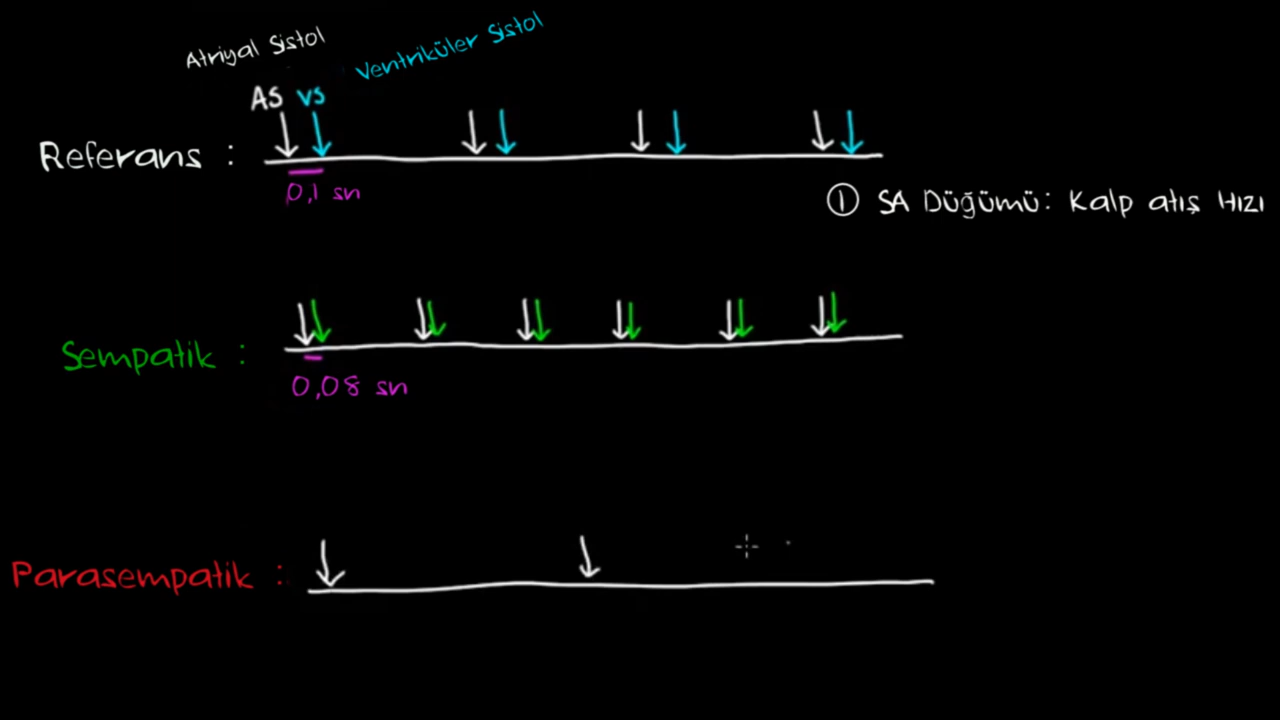 Atriyal Sistol
Ventriküler Sistol
AS vs
Referans :
0,1 sn
① SA Düğümü: Kalp atış Hızı
Sempatik :
0,08 sn
Parasempatik :